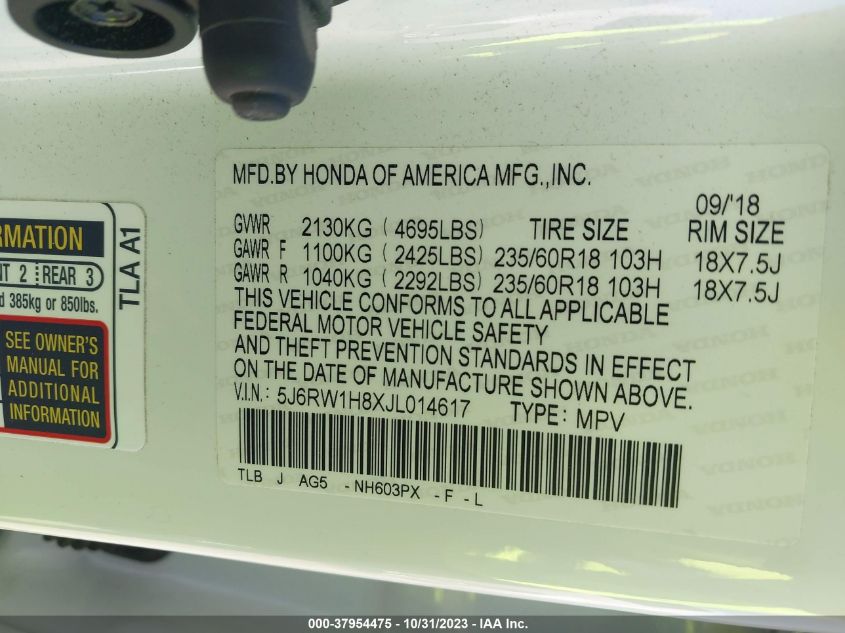 MFD.BY HONDA OF AMERICA MFG.,INC.
09/'18
GVWR 2130KG ( 4695LBS) TIRE SIZE RIM SIZE
GAWR F 1100KG ( 2425LBS) 235/60R18 103H 18X7.5J
GAWR R 1040KG ( 2292LBS) 235/60R18 103H 18X7.5J
THIS VEHICLE CONFORMS TO ALL APPLICABLE
FEDERAL MOTOR VEHICLE SAFETY
AND THEFT PREVENTION STANDARDS IN EFFECT
ON THE DATE OF MANUFACTURE SHOWN ABOVE.
V.I.N.: 5J6RW1H8XJL014617 TYPE: MPV
TLB J AG5 -NH603PX -F -L
RMATION
NT 2 REAR 3
d 385kg or 850lbs.
SEE OWNER'S
MANUAL FOR
ADDITIONAL
INFORMATION
TLA A1
000-37954475 - 10/31/2023 - IAA Inc.